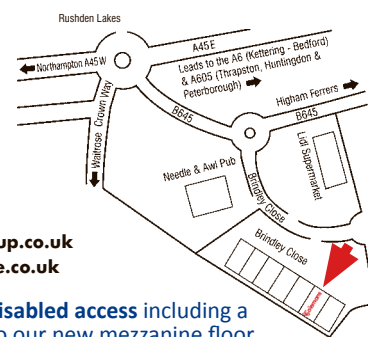 Rushden Lakes
A45E
Northampton A45W
Leads to the A6 (Kettering - Bedford)
& A605 (Thrapston, Huntingdon &
Peterborough)
Higham Ferrers
B645
B645
Waitrose Crown Way
Needle & Awl Pub
Lidl Supermarket
Brindley Close
Brindley Close
up.co.uk
e.co.uk
isabled access including a
o our new mezzanine floor